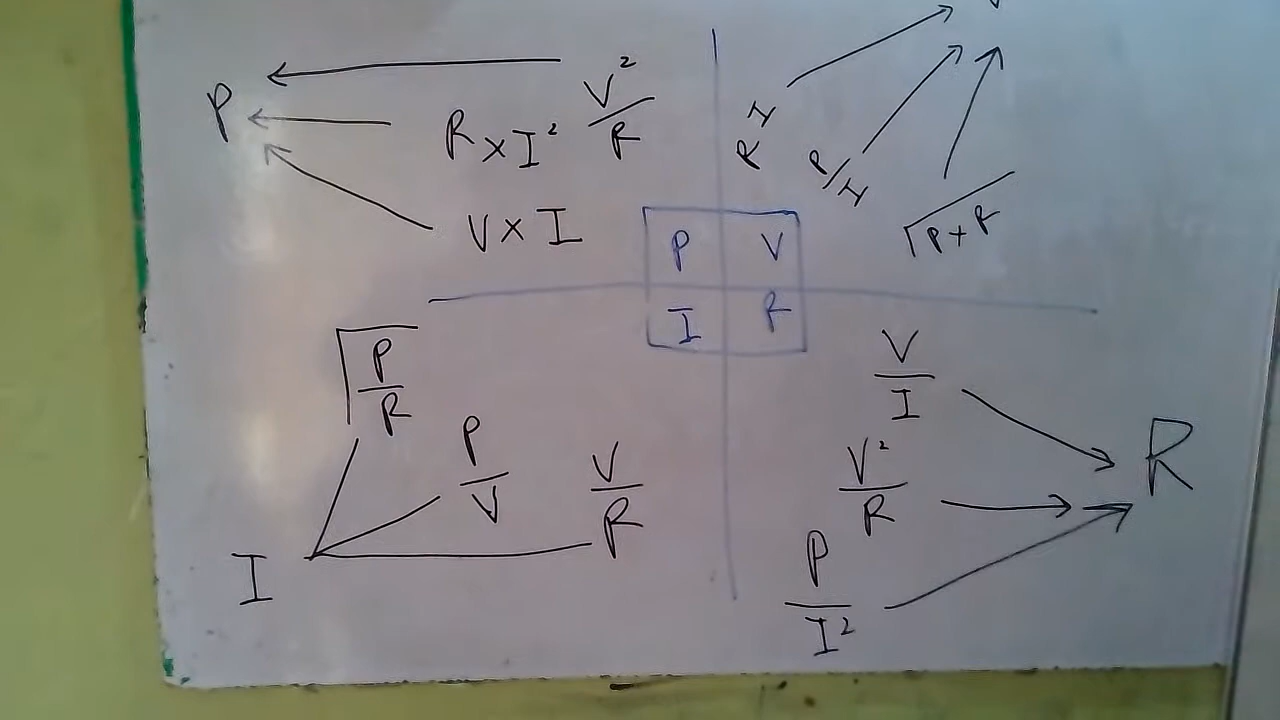 P
V²/R
R×I²
V×I
V
R I
P/I
√P+R
P V
I R
√P/R
P/V
V/R
I
V/I
V²/R
P/I²
R